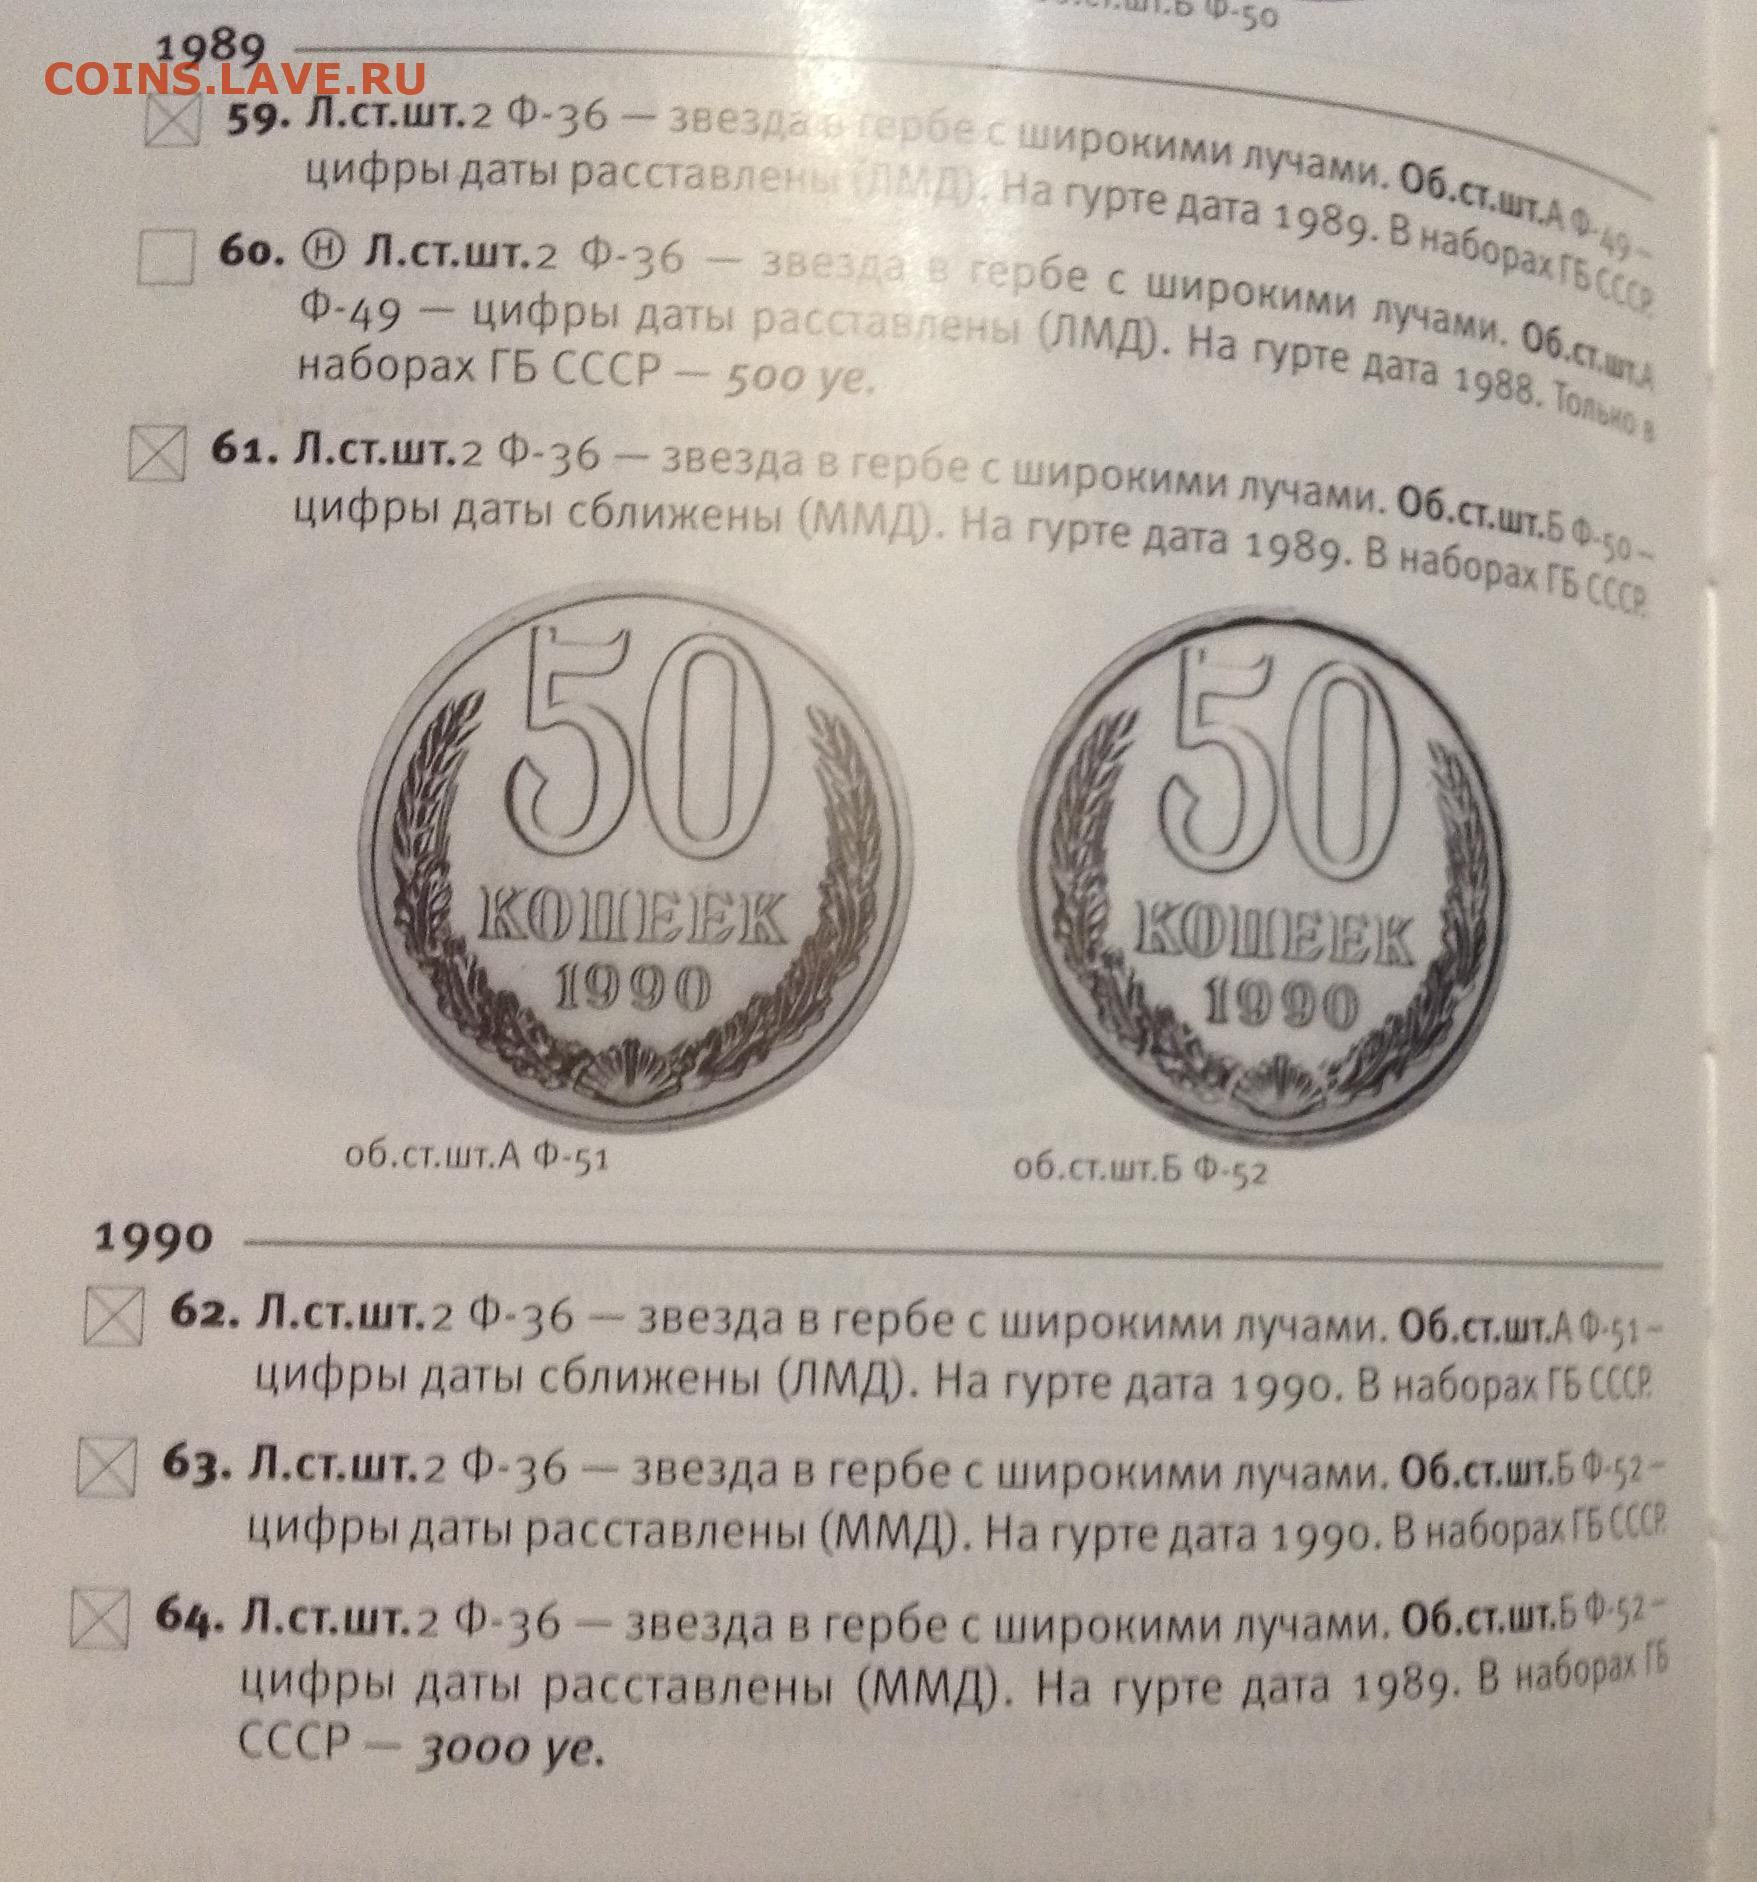 об.ст.шт.Б Ф-50
1989
COINS.LAVE.RU
59. Л.ст.шт.2 Ф-36 — звезда в гербе с широкими лучами. Об.ст.шт.А Ф-49 —
цифры даты расставлены (ЛМД). На гурте дата 1989. В наборах ГБ СССР.
60. Ⓗ Л.ст.шт.2 Ф-36 — звезда в гербе с широкими лучами. Об.ст.шт.А
Ф-49 — цифры даты расставлены (ЛМД). На гурте дата 1988. Только в
наборах ГБ СССР — 500 уе.
61. Л.ст.шт.2 Ф-36 — звезда в гербе с широкими лучами. Об.ст.шт.Б Ф-50 —
цифры даты сближены (ММД). На гурте дата 1989. В наборах ГБ СССР.
50
КОПЕЕК
1990
50
КОПЕЕК
1990
об.ст.шт.А Ф-51
об.ст.шт.Б Ф-52
1990
62. Л.ст.шт.2 Ф-36 — звезда в гербе с широкими лучами. Об.ст.шт.А Ф-51 —
цифры даты сближены (ЛМД). На гурте дата 1990. В наборах ГБ СССР.
63. Л.ст.шт.2 Ф-36 — звезда в гербе с широкими лучами. Об.ст.шт.Б Ф-52 —
цифры даты расставлены (ММД). На гурте дата 1990. В наборах ГБ СССР.
64. Л.ст.шт.2 Ф-36 — звезда в гербе с широкими лучами. Об.ст.шт.Б Ф-52 —
цифры даты расставлены (ММД). На гурте дата 1989. В наборах ГБ
СССР — 3000 уе.